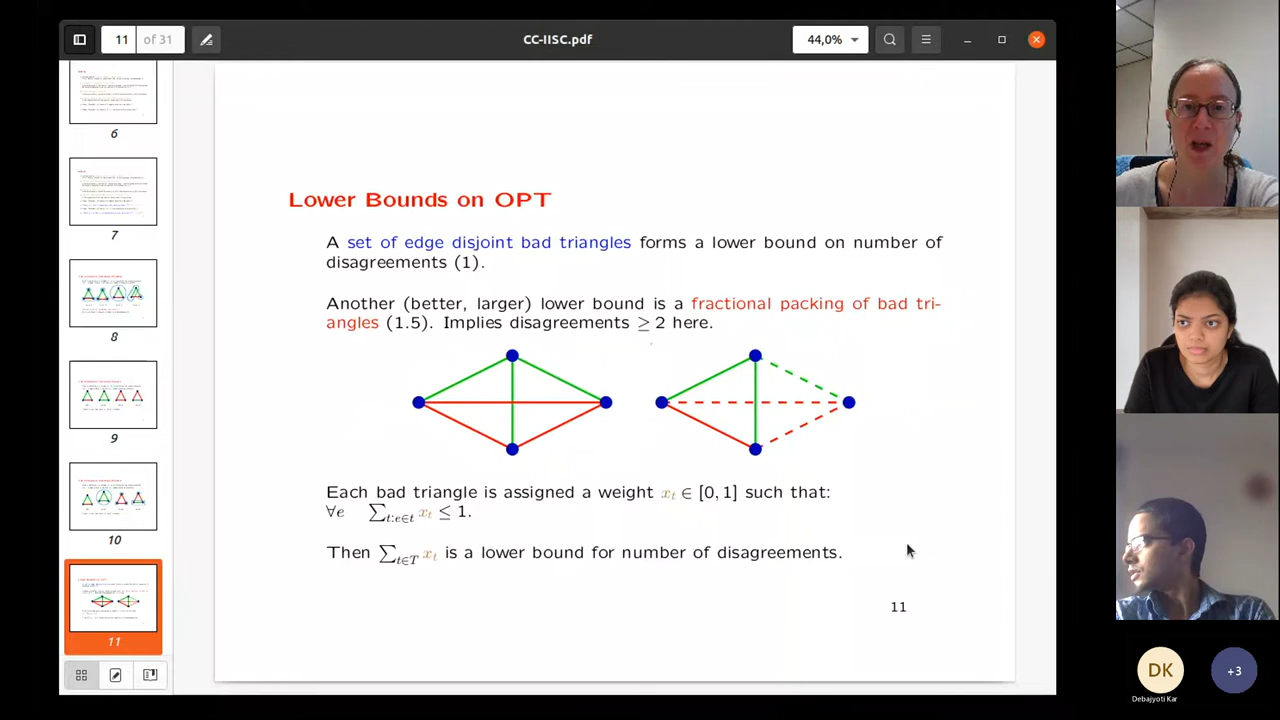 11 of 31
CC-IISC.pdf
44,0%
6
7
8
9
10
11
Lower Bounds on OPT
A set of edge disjoint bad triangles forms a lower bound on number of
disagreements (1).
Another (better, larger) lower bound is a fractional packing of bad tri-
angles (1.5). Implies disagreements ≥ 2 here.
Each bad triangle is assigned a weight xₜ ∈ [0, 1] such that:
∀e ∑ₜ:ₑ∈ₜ xₜ ≤ 1.
Then ∑ₜ∈T xₜ is a lower bound for number of disagreements.
11
DK
Debajyoti Kar
+3